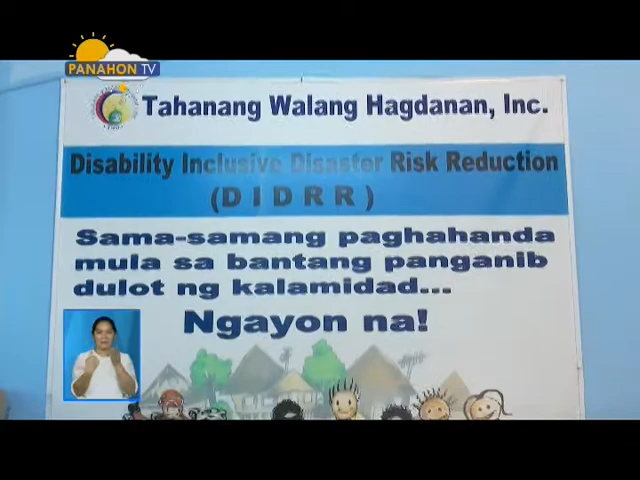 PANAHON TV
Tahanang Walang Hagdanan, Inc.
Disability Inclusive Disaster Risk Reduction
(DIDRR)
Sama-samang paghahanda
mula sa bantang panganib
dulot ng kalamidad...
Ngayon na!